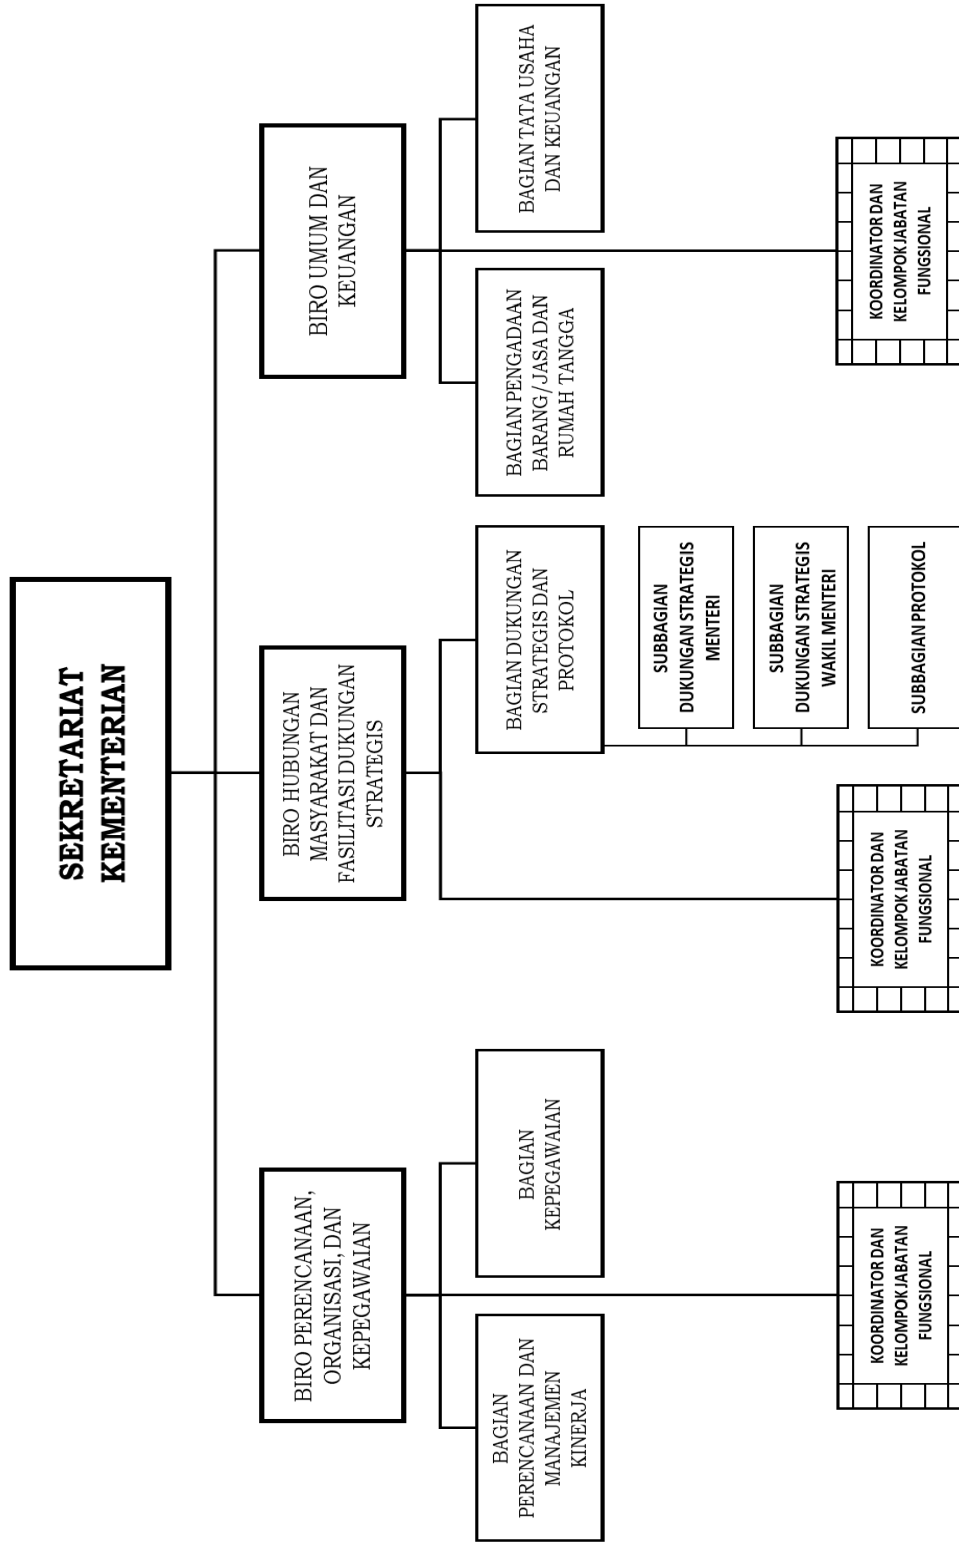 SEKRETARIAT
KEMENTERIAN
BIRO PERENCANAAN,
ORGANISASI, DAN
KEPEGAWAIAN
BIRO HUBUNGAN
MASYARAKAT DAN
FASILITASI DUKUNGAN
STRATEGIS
BIRO UMUM DAN
KEUANGAN
BAGIAN
PERENCANAAN DAN
MANAJEMEN
KINERJA
BAGIAN
KEPEGAWAIAN
BAGIAN DUKUNGAN
STRATEGIS DAN
PROTOKOL
BAGIAN PENGADAAN
BARANG/JASA DAN
RUMAH TANGGA
BAGIAN TATA USAHA
DAN KEUANGAN
SUBBAGIAN
DUKUNGAN STRATEGIS
MENTERI
SUBBAGIAN
DUKUNGAN STRATEGIS
WAKIL MENTERI
SUBBAGIAN PROTOKOL
KOORDINATOR DAN
KELOMPOK JABATAN
FUNGSIONAL
KOORDINATOR DAN
KELOMPOK JABATAN
FUNGSIONAL
KOORDINATOR DAN
KELOMPOK JABATAN
FUNGSIONAL